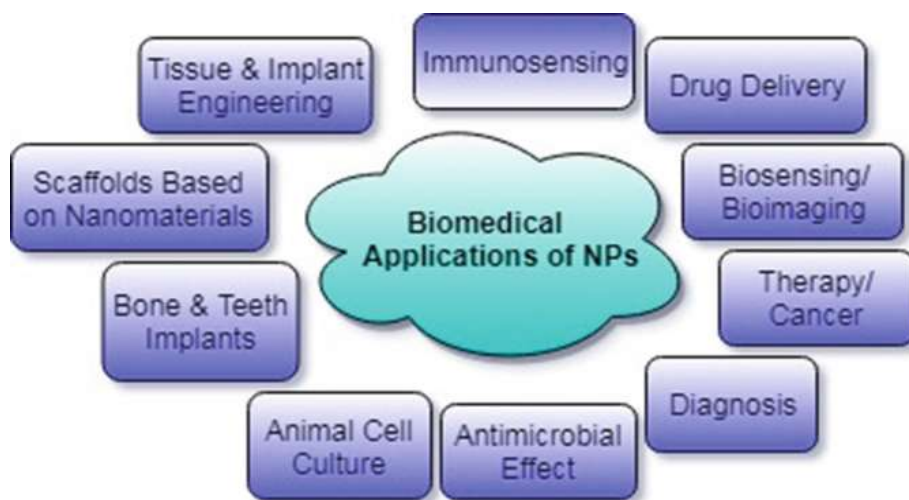 Immunosensing
Tissue & Implant
Engineering
Drug Delivery
Scaffolds Based
on Nanomaterials
Biosensing/
Bioimaging
Biomedical
Applications of NPs
Bone & Teeth
Implants
Therapy/
Cancer
Diagnosis
Animal Cell
Culture
Antimicrobial
Effect